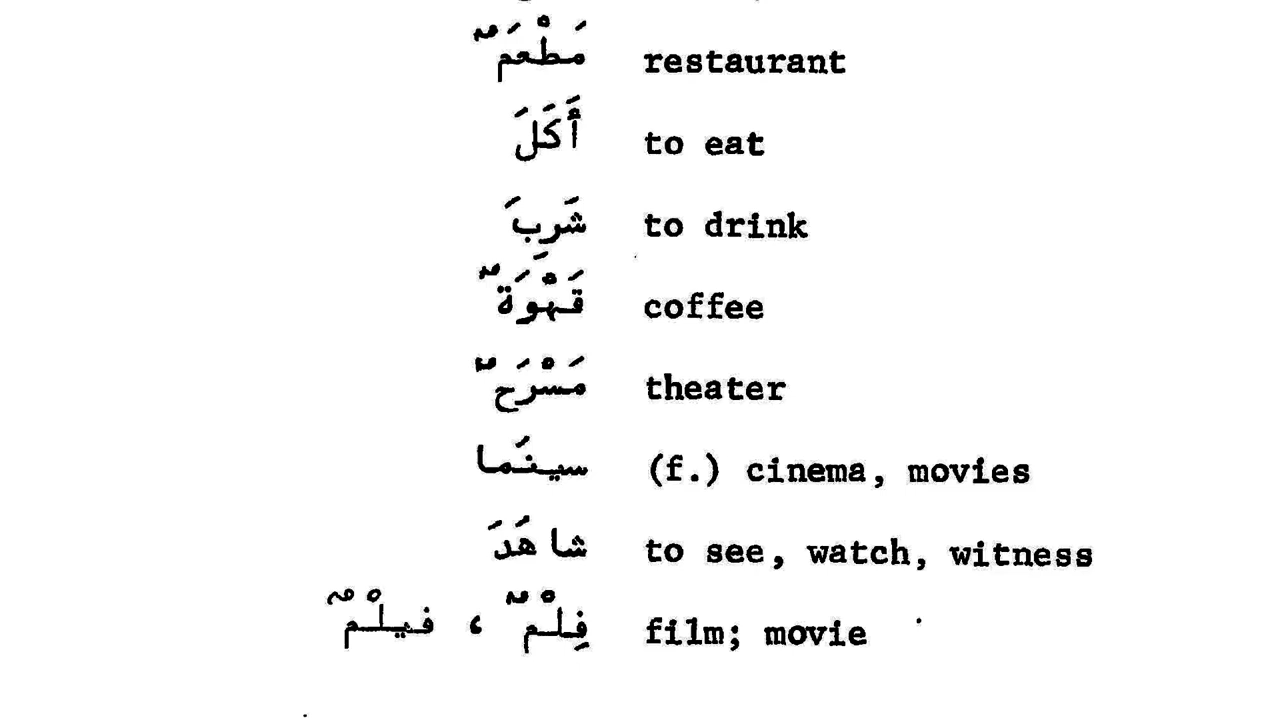 مَطْعَمٌ restaurant
أَكَلَ to eat
شَرِبَ to drink
قَهْوَةٌ coffee
مَسْرَحٌ theater
سينَما (f.) cinema, movies
شاهَدَ to see, watch, witness
فِلْمٌ ، فيلْمٌ film; movie